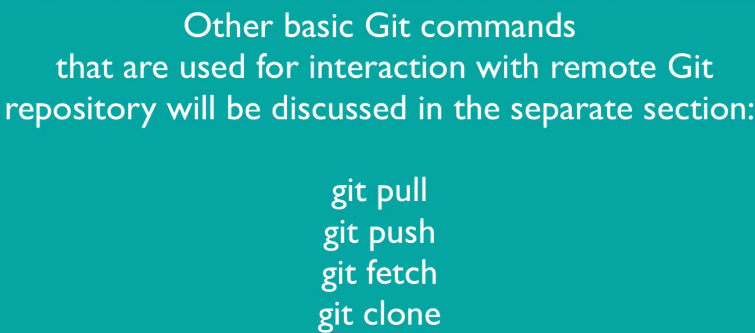 Other basic Git commands
that are used for interaction with remote Git
repository will be discussed in the separate section:
git pull
git push
git fetch
git clone